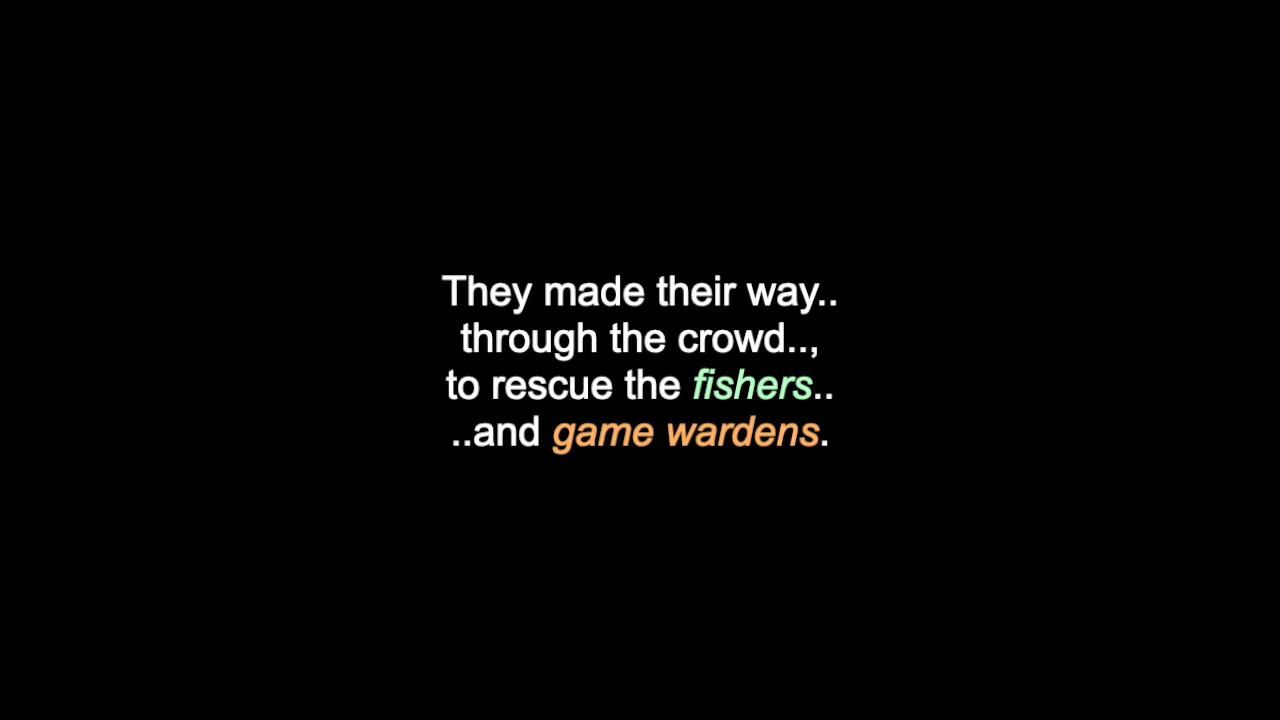 They made their way..
through the crowd..,
to rescue the fishers..
..and game wardens.